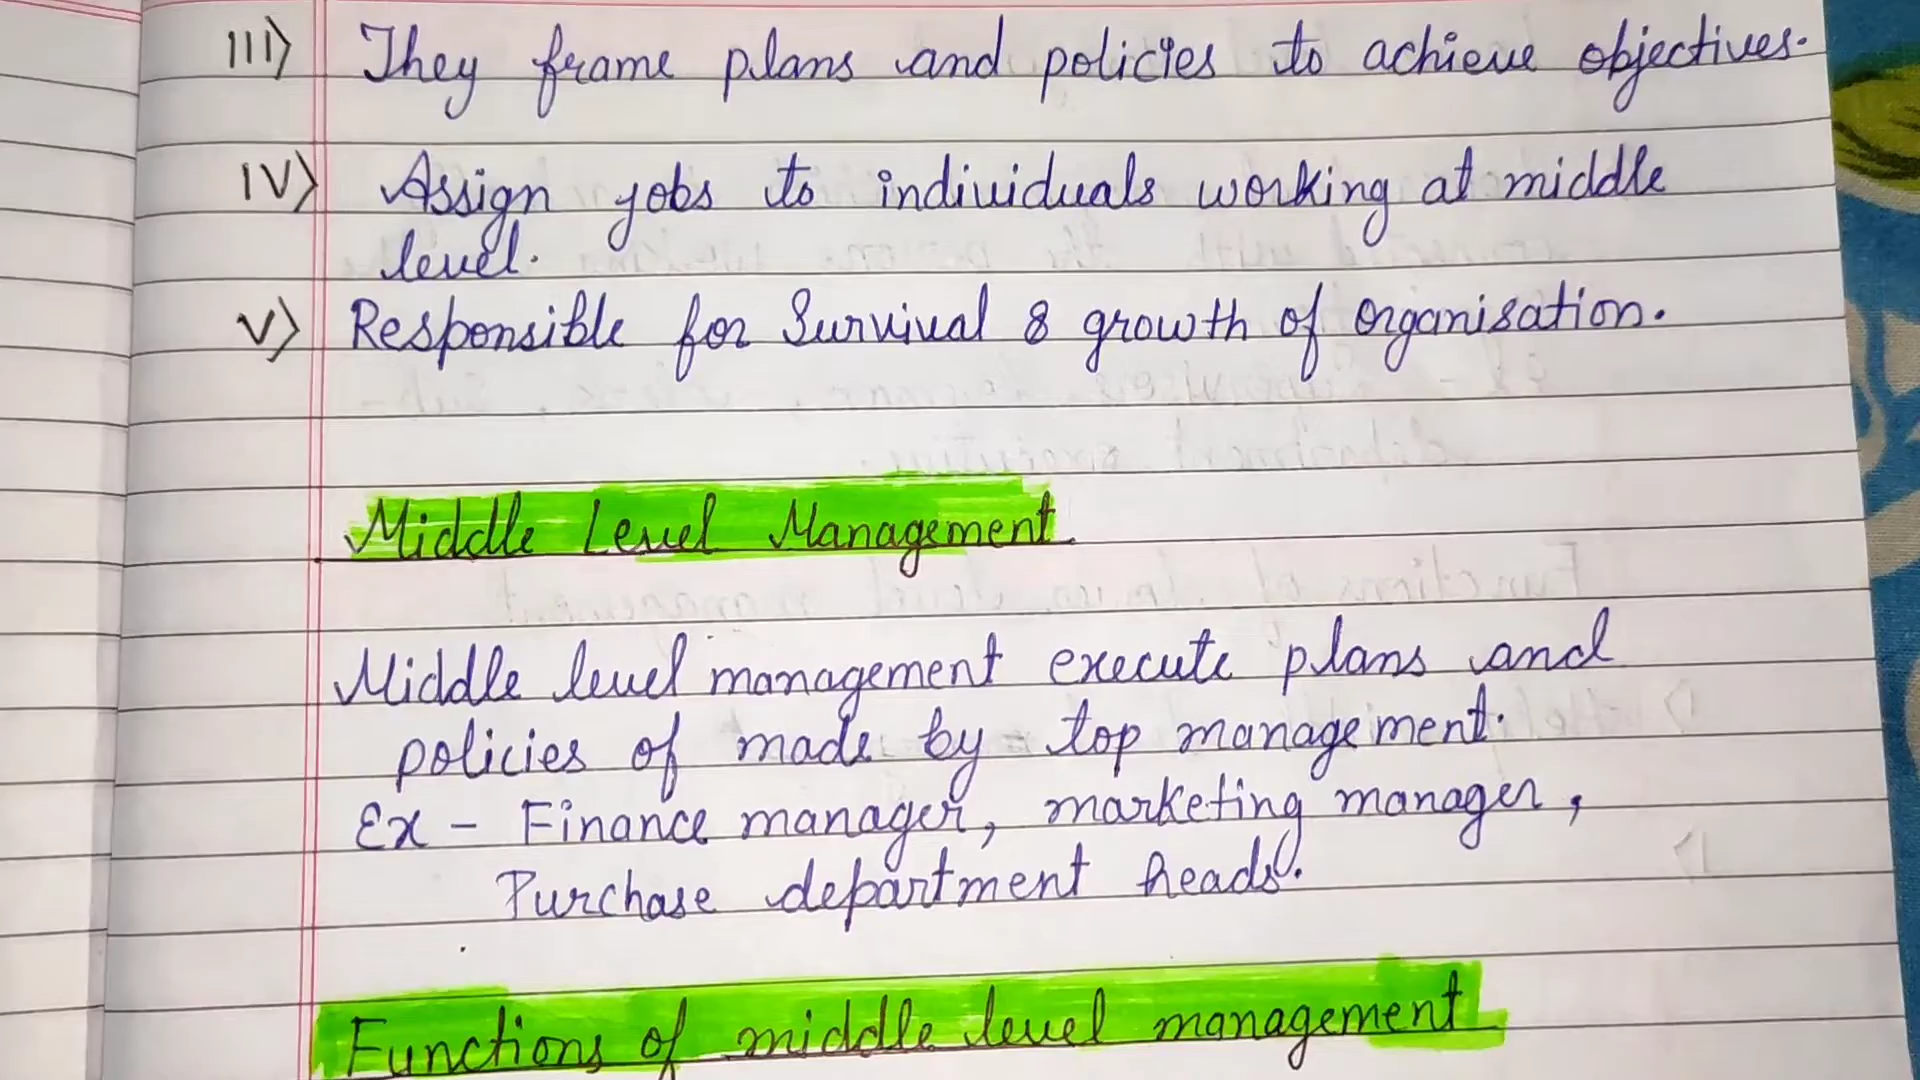 III) They frame plans and policies to achieve objectives.
IV) Assign jobs to individuals working at middle
level.
V) Responsible for Survival & growth of organisation.
Middle Level Management
Middle level management execute plans and
policies of made by top management.
Ex - Finance manager, marketing manager,
Purchase department heads.
Functions of middle level management